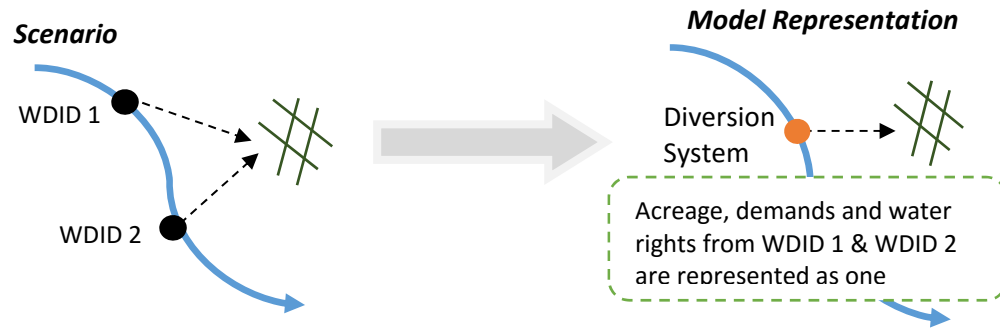 Scenario
WDID 1
WDID 2
Model Representation
Diversion
System
Acreage, demands and water
rights from WDID 1 & WDID 2
are represented as one